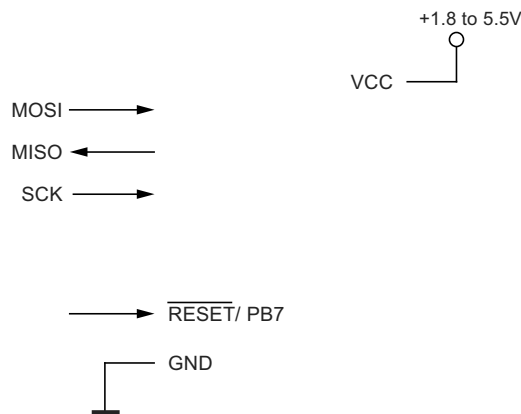 +1.8 to 5.5V
VCC
MOSI
MISO
SCK
RESET/ PB7
GND